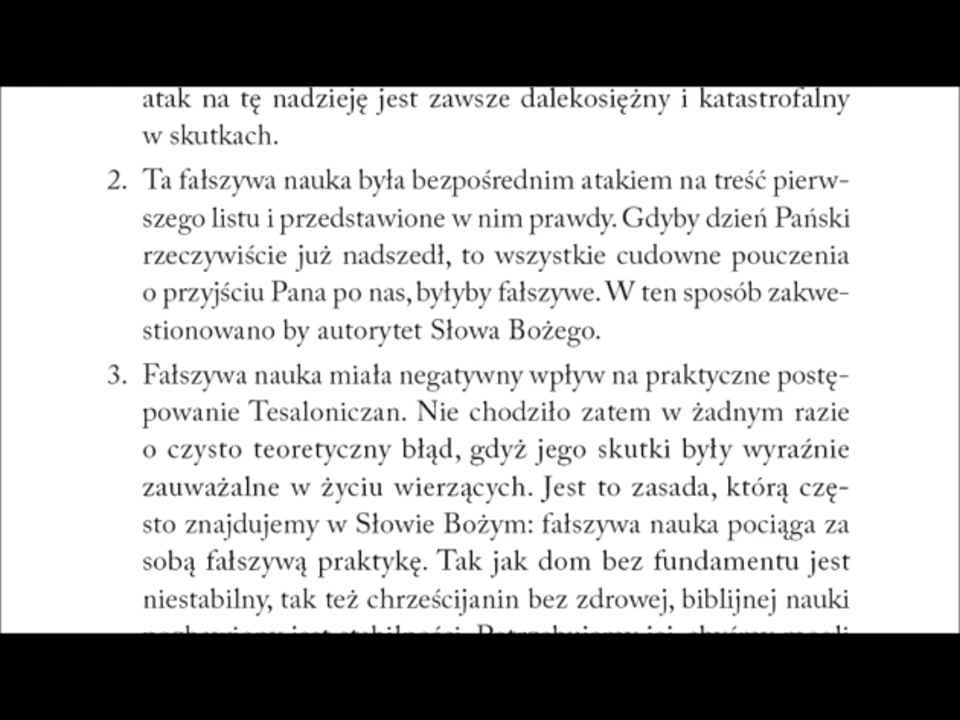 atak na tę nadzieję jest zawsze dalekosiężny i katastrofalny
w skutkach.
2. Ta fałszywa nauka była bezpośrednim atakiem na treść pierw-
szego listu i przedstawione w nim prawdy. Gdyby dzień Pański
rzeczywiście już nadszedł, to wszystkie cudowne pouczenia
o przyjściu Pana po nas, byłyby fałszywe. W ten sposób zakwe-
stionowano by autorytet Słowa Bożego.
3. Fałszywa nauka miała negatywny wpływ na praktyczne postę-
powanie Tesaloniczan. Nie chodziło zatem w żadnym razie
o czysto teoretyczny błąd, gdyż jego skutki były wyraźnie
zauważalne w życiu wierzących. Jest to zasada, którą czę-
sto znajdujemy w Słowie Bożym: fałszywa nauka pociąga za
sobą fałszywą praktykę. Tak jak dom bez fundamentu jest
niestabilny, tak też chrześcijanin bez zdrowej, biblijnej nauki